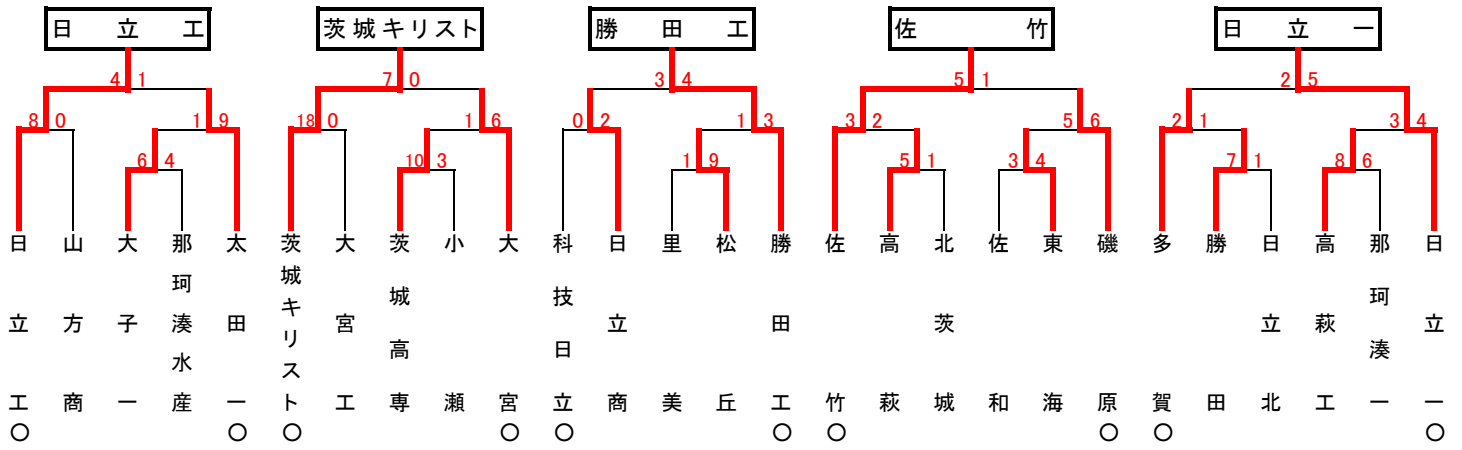 日立工
茨城キリスト
勝田工
佐竹
日立一
4 1
7 0
3 4
5 1
2 5
8 0
1 9
18 0
1 6
0 2
1 3
3 2
5 6
2 1
3 4
6 4
10 3
1 9
5 1
3 4
7 1
8 6
日立工
山方商
大子一
那珂湊水産
太田一
茨城キリスト
大宮工
茨城高専
小瀬
大宮
科技日立
日立商
里美
松丘
勝田工
佐竹
高萩
北茨城
佐和
東海
磯原
多賀
勝田
日立北
高萩工
那珂湊一
日立一
○ ○ ○ ○ ○ ○ ○ ○ ○ ○